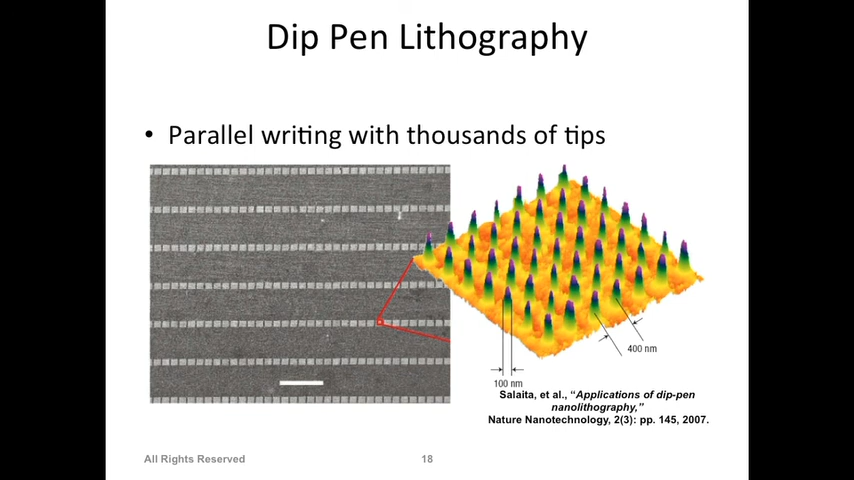 Dip Pen Lithography
• Parallel writing with thousands of tips
400 nm
100 nm
Salaita, et al., “Applications of dip-pen
nanolithography,”
Nature Nanotechnology, 2(3): pp. 145, 2007.
All Rights Reserved
18